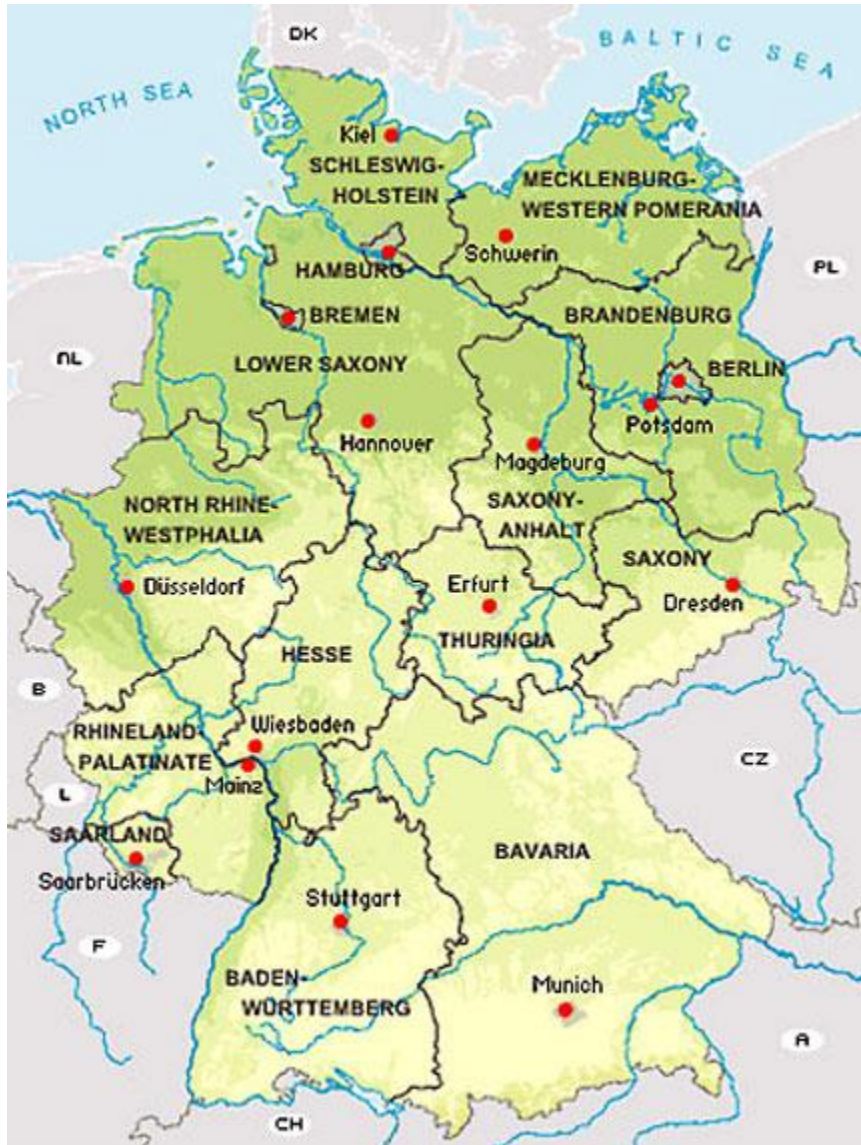 DK
BALTIC SEA
NORTH SEA
Kiel
SCHLESWIG-
HOLSTEIN
MECKLENBURG-
WESTERN POMERANIA
Schwerin
HAMBURG
PL
BREMEN
BRANDENBURG
NL
LOWER SAXONY
BERLIN
Hannover
Potsdam
Magdeburg
NORTH RHINE-
WESTPHALIA
SAXONY-
ANHALT
SAXONY
Düsseldorf
Erfurt
Dresden
THURINGIA
HESSE
B
RHINELAND-
PALATINATE
Wiesbaden
Mainz
CZ
L
SAARLAND
Saarbrücken
BAVARIA
Stuttgart
F
BADEN-
WÜRTTEMBERG
Munich
A
CH